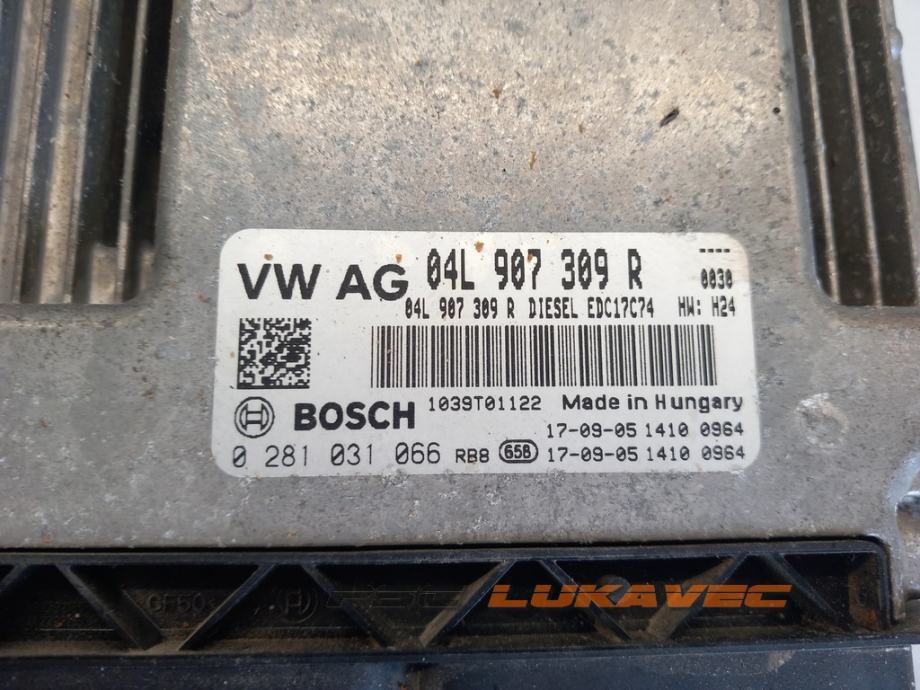 VW AG 04L 907 309 R 0030
04L 907 309 R DIESEL EDC17C74 HW: H24
BOSCH 1039T01122 Made in Hungary
17-09-05 1410 0964
0 281 031 066 RB8 658 17-09-05 1410 0964
LUKAVEC